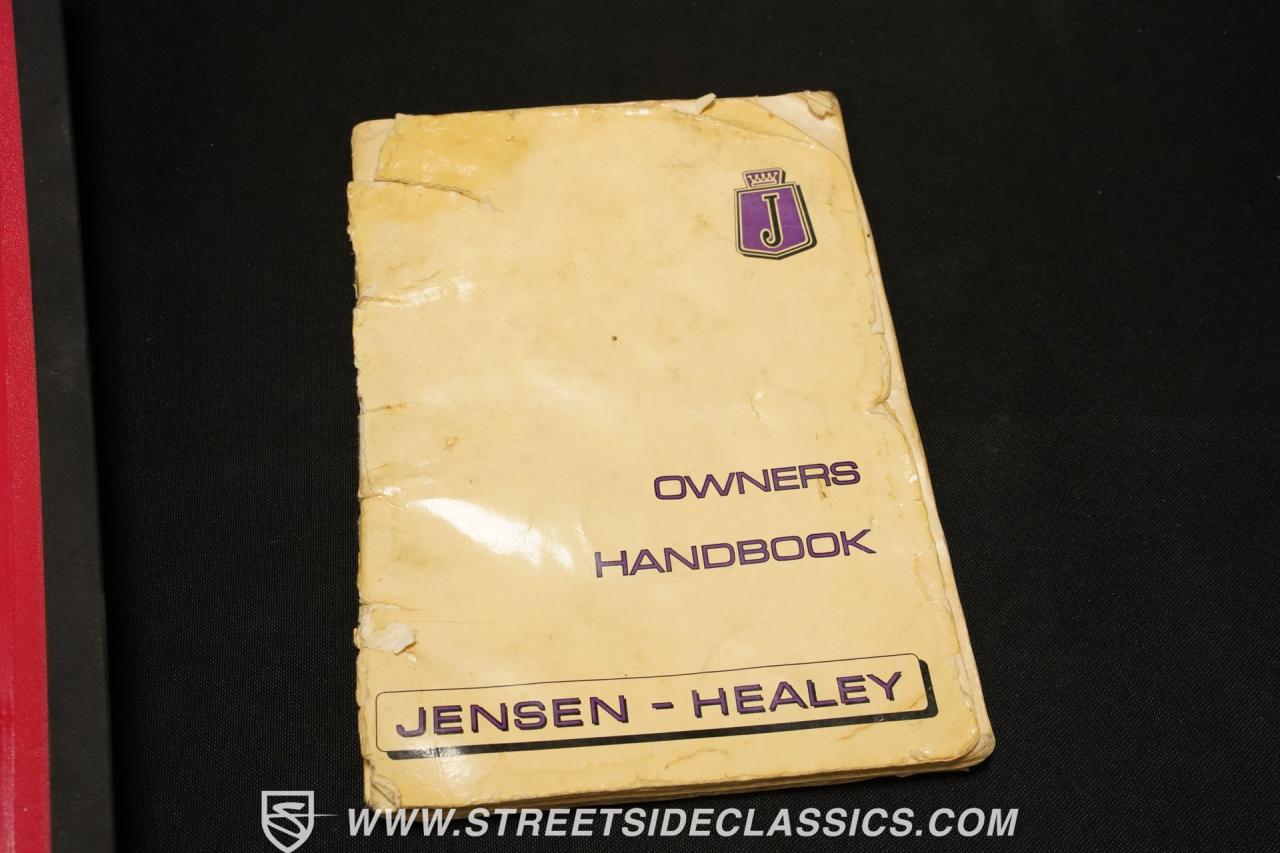 J
OWNERS
HANDBOOK
JENSEN - HEALEY
WWW.STREETSIDECLASSICS.COM